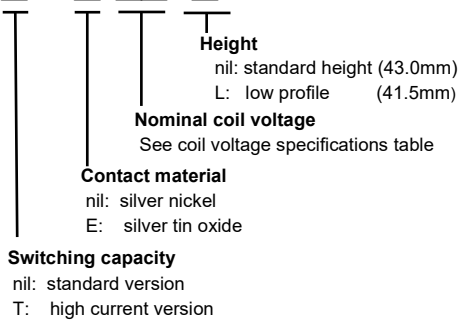 Height
nil: standard height (43.0mm)
L: low profile (41.5mm)
Nominal coil voltage
See coil voltage specifications table
Contact material
nil: silver nickel
E: silver tin oxide
Switching capacity
nil: standard version
T: high current version